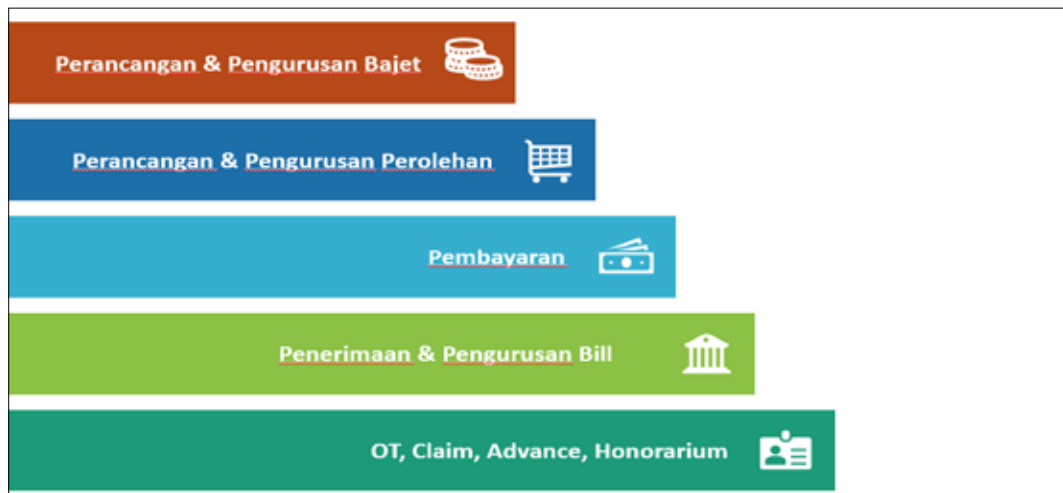 Perancangan & Pengurusan Bajet
Perancangan & Pengurusan Perolehan
Pembayaran
Penerimaan & Pengurusan Bill
OT, Claim, Advance, Honorarium